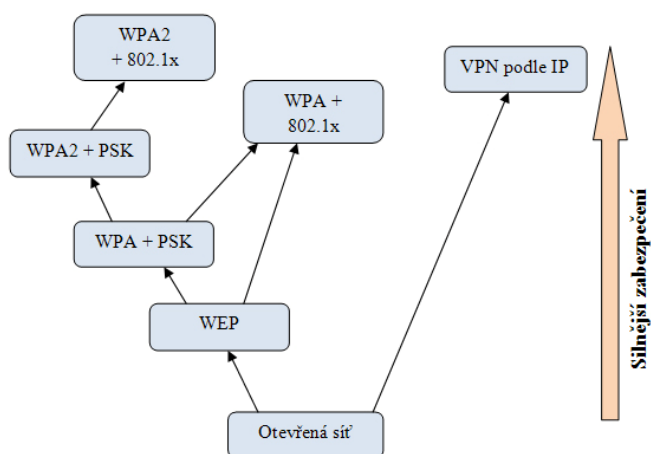 WPA2
+ 802.1x
VPN podle IP
WPA +
802.1x
WPA2 + PSK
WPA + PSK
WEP
Otevřená síť
Silnější zabezpečení